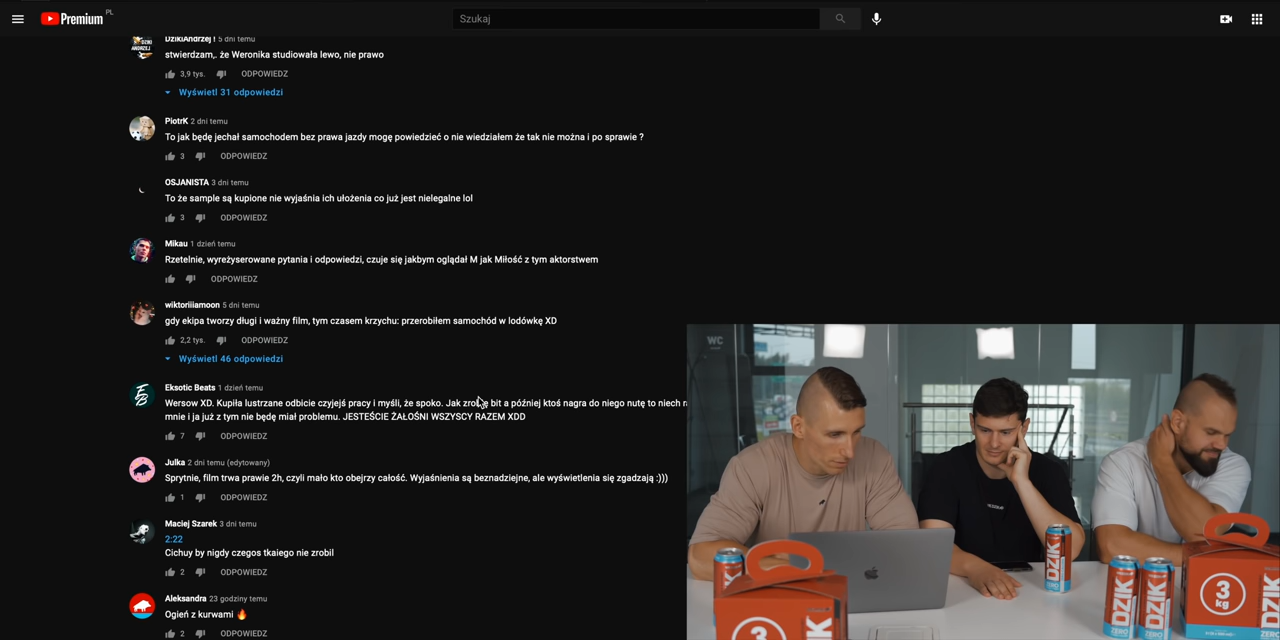 Premium PL
Szukaj
DzikiAndrzej ! 5 dni temu
stwierdzam,. że Weronika studiowała lewo, nie prawo
3,9 tys. ODPOWIEDZ
Wyświetl 31 odpowiedzi
PiotrK 2 dni temu
To jak będę jechał samochodem bez prawa jazdy mogę powiedzieć o nie wiedziałem że tak nie można i po sprawie ?
3 ODPOWIEDZ
OSJANISTA 3 dni temu
To że sample są kupione nie wyjaśnia ich ułożenia co już jest nielegalne lol
3 ODPOWIEDZ
Mikau 1 dzień temu
Rzetelnie, wyreżyserowane pytania i odpowiedzi, czuje się jakbym oglądał M jak Miłość z tym aktorstwem
ODPOWIEDZ
wiktoriiiamoon 5 dni temu
gdy ekipa tworzy długi i ważny film, tym czasem krzychu: przerobiłem samochód w lodówkę XD
2,2 tys. ODPOWIEDZ
Wyświetl 46 odpowiedzi
Eksotic Beats 1 dzień temu
Wersow XD. Kupiła lustrzane odbicie czyjejś pracy i myśli, że spoko. Jak zrobię bit a później ktoś nagra do niego nutę to niech
mnie i ja już z tym nie będę miał problemu. JESTEŚCIE ŻAŁOŚNI WSZYSCY RAZEM XDD
7 ODPOWIEDZ
Julka 2 dni temu (edytowany)
Sprytnie, film trwa prawie 2h, czyli mało kto obejrzy całość. Wyjaśnienia są beznadziejne, ale wyświetlenia się zgadzają :)))
1 ODPOWIEDZ
Maciej Szarek 3 dni temu
2:22
Cichuy by nigdy czegos tkaiego nie zrobil
2 ODPOWIEDZ
Aleksandra 23 godziny temu
Ogień z kurwami 🔥
2 ODPOWIEDZ
WC
DZIK
DZIK
DZIK
DZIK
ZERO
3
kg
3
DZIK
DZIK